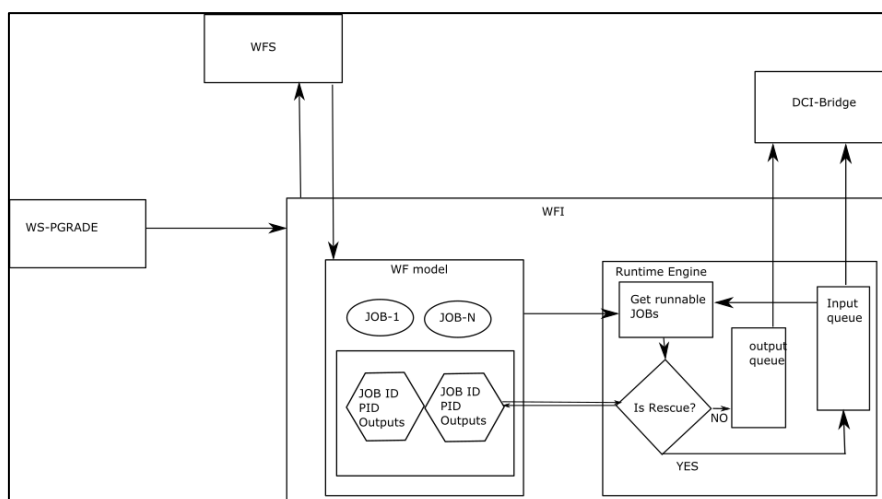 WFS
DCI-Bridge
WS-PGRADE
WFI
WF model
JOB-1
JOB-N
JOB ID
PID
Outputs
JOB ID
PID
Outputs
Runtime Engine
Get runnable
JOBs
Is Rescue?
NO
YES
output
queue
Input
queue